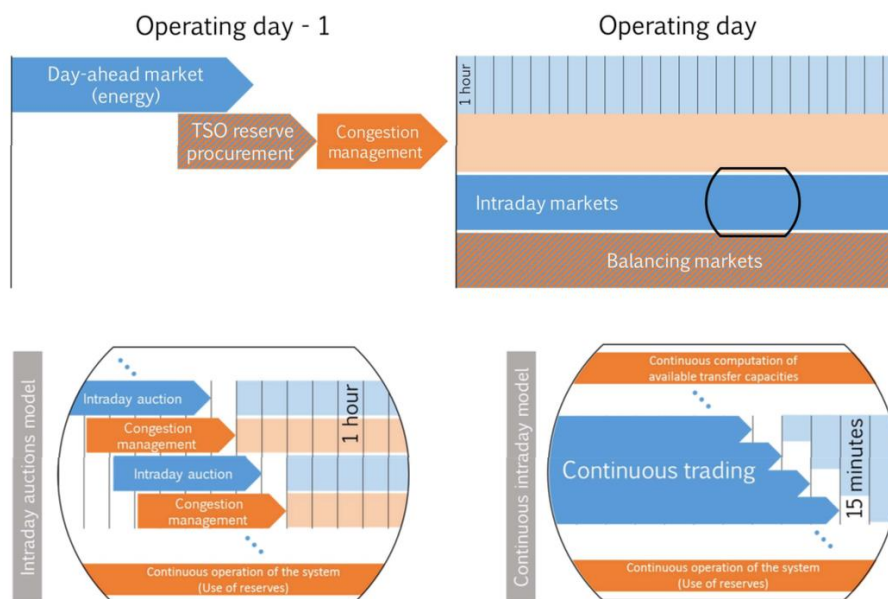 Operating day - 1
Operating day
Day-ahead market
(energy)
1 hour
TSO reserve
procurement
Congestion
management
Intraday markets
Balancing markets
Intraday auctions model
Intraday auction
Congestion
management
1 hour
Intraday auction
Congestion
management
Continuous operation of the system
(Use of reserves)
Continuous intraday model
Continuous computation of
available transfer capacities
Continuous trading
15 minutes
Continuous operation of the system
(Use of reserves)